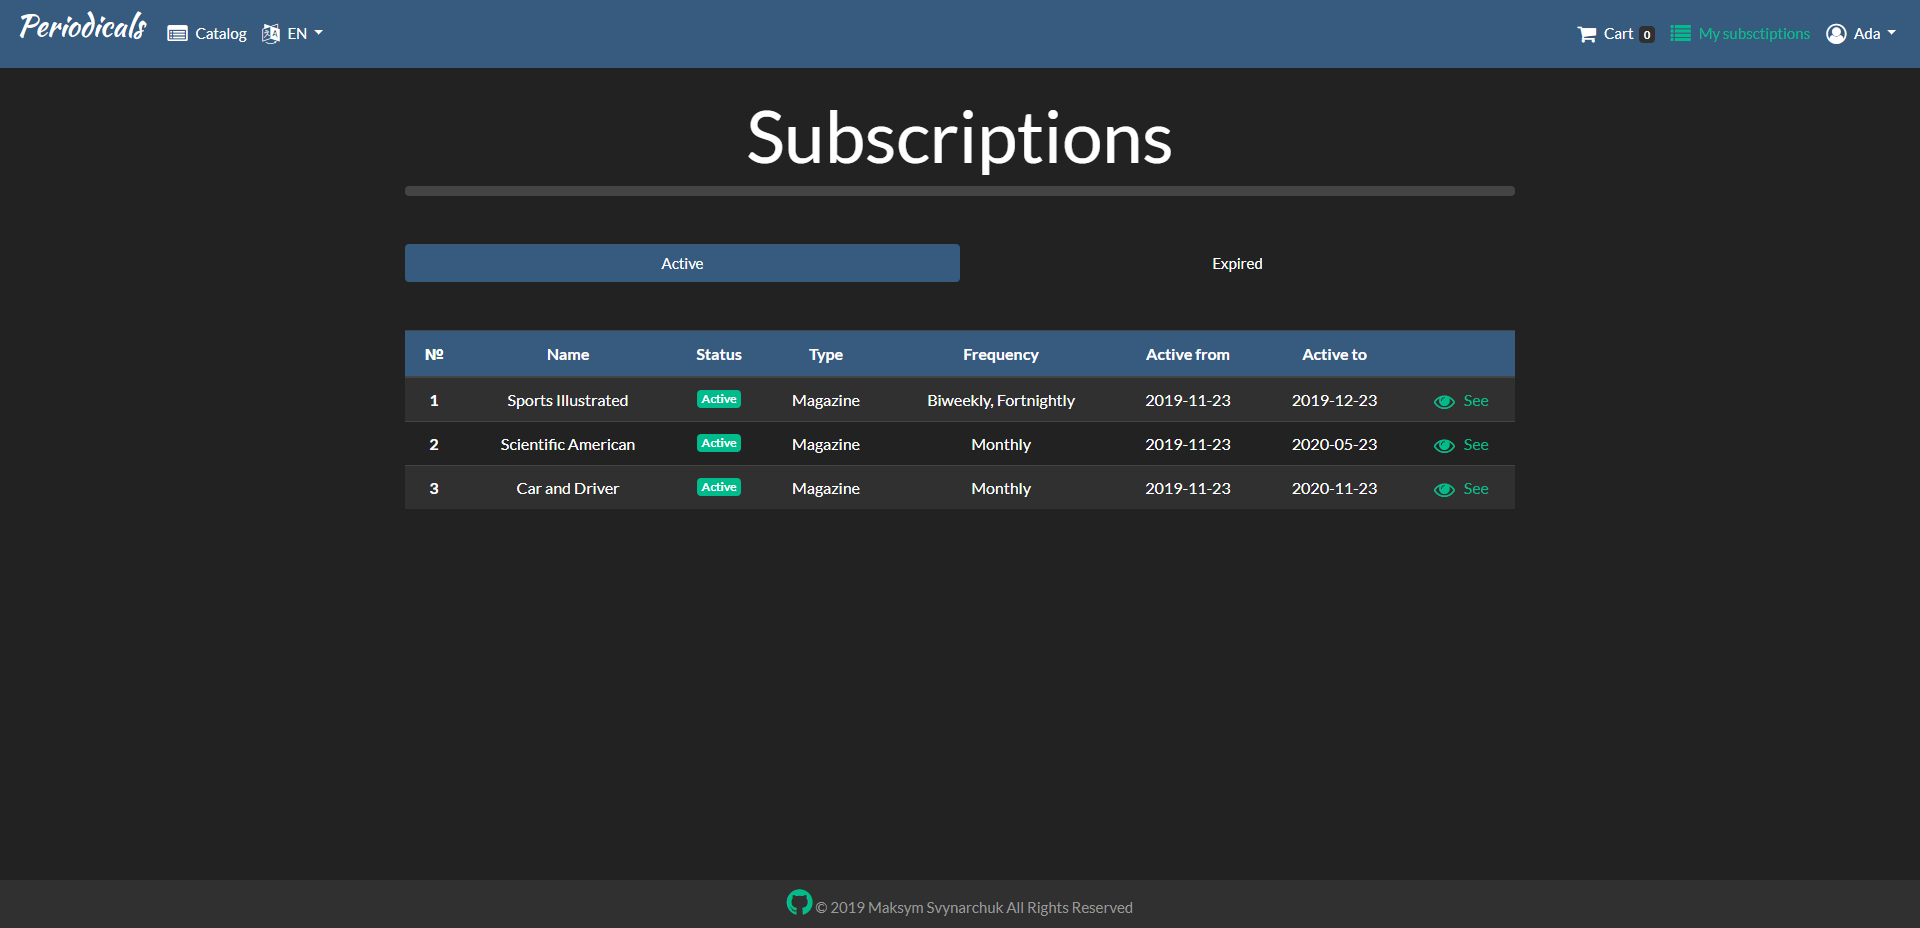 Periodicals Catalog EN Cart 0 My subsctiptions Ada
Subscriptions
Active Expired
№ Name Status Type Frequency Active from Active to
1 Sports Illustrated Active Magazine Biweekly, Fortnightly 2019-11-23 2019-12-23 See
2 Scientific American Active Magazine Monthly 2019-11-23 2020-05-23 See
3 Car and Driver Active Magazine Monthly 2019-11-23 2020-11-23 See
© 2019 Maksym Svynarchuk All Rights Reserved